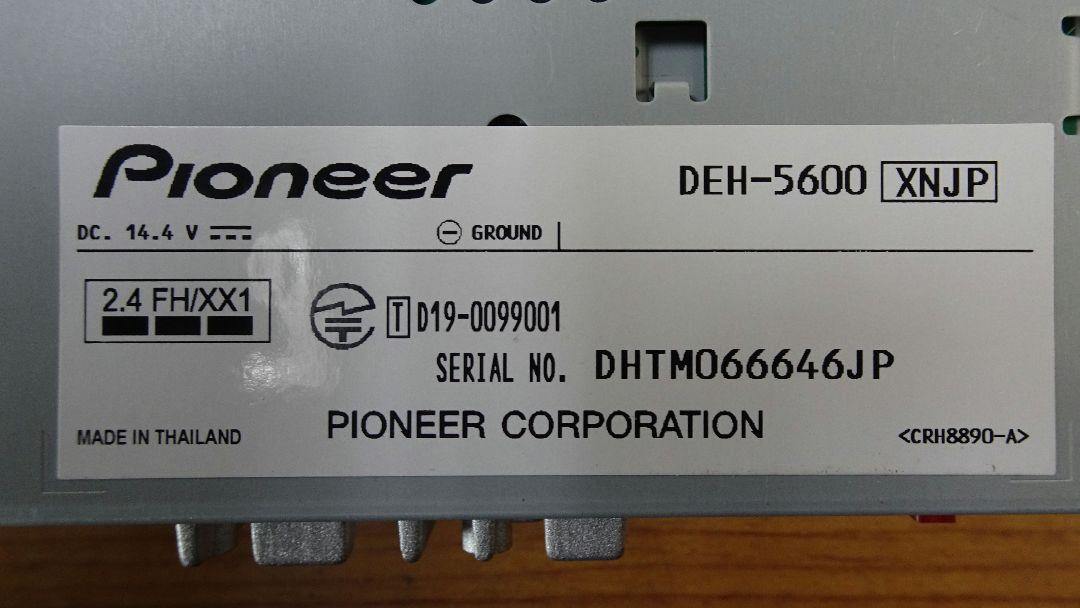 Pioneer
DEH-5600 XNJP
DC. 14.4 V
GROUND
2.4 FH/XX1
T D19-0099001
SERIAL NO. DHTM066646JP
PIONEER CORPORATION
MADE IN THAILAND
<CRH8890-A>